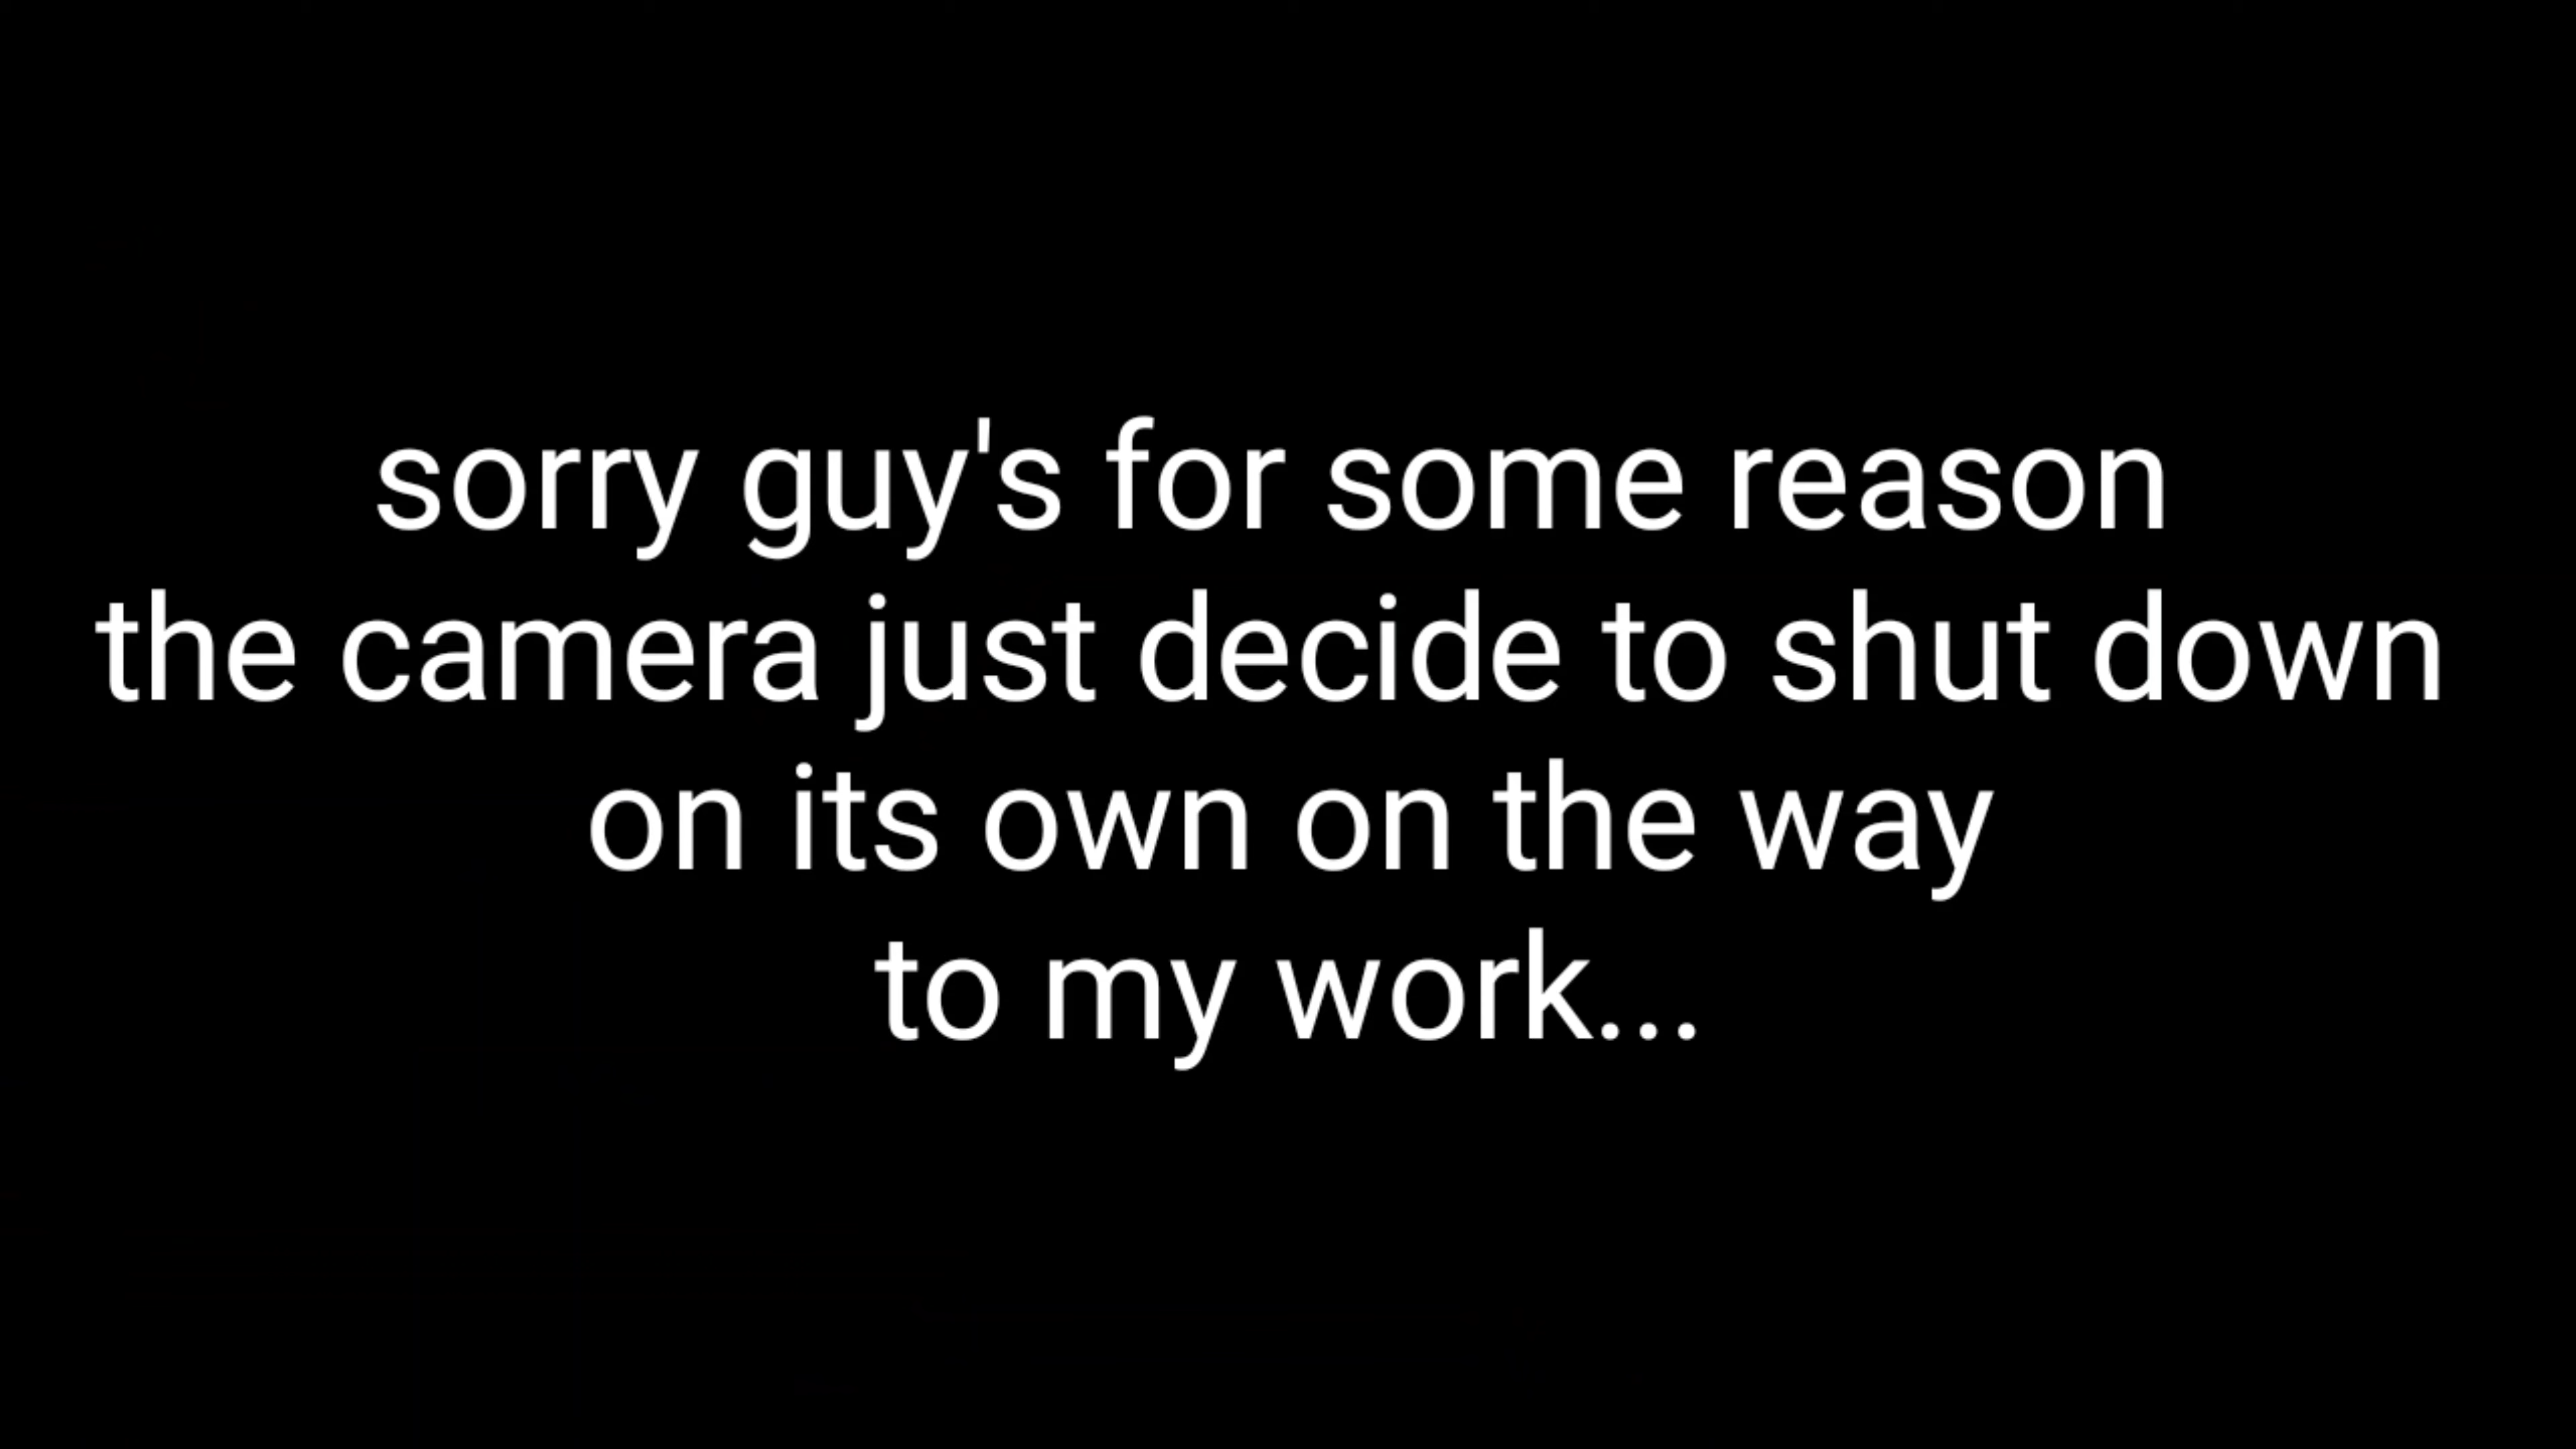 sorry guy's for some reason
the camera just decide to shut down
on its own on the way
to my work...